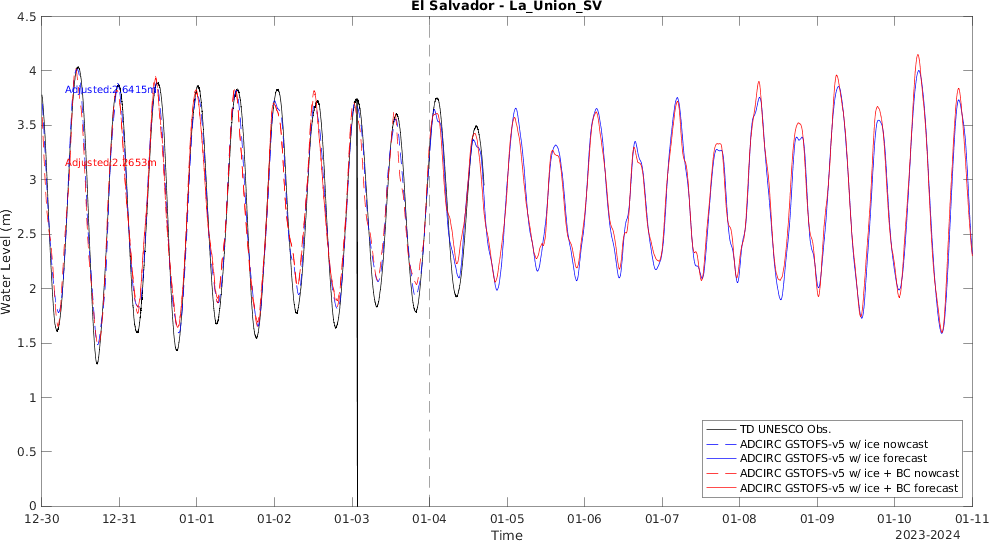 El Salvador - La_Union_SV
4.5
4
3.5
3
2.5
2
1.5
1
0.5
0
Water Level (m)
Adjusted:2.6415m
Adjusted:2.2653m
TD UNESCO Obs.
ADCIRC GSTOFS-v5 w/ ice nowcast
ADCIRC GSTOFS-v5 w/ ice forecast
ADCIRC GSTOFS-v5 w/ ice + BC nowcast
ADCIRC GSTOFS-v5 w/ ice + BC forecast
12-30 12-31 01-01 01-02 01-03 01-04 01-05 01-06 01-07 01-08 01-09 01-10 01-11
Time
2023-2024